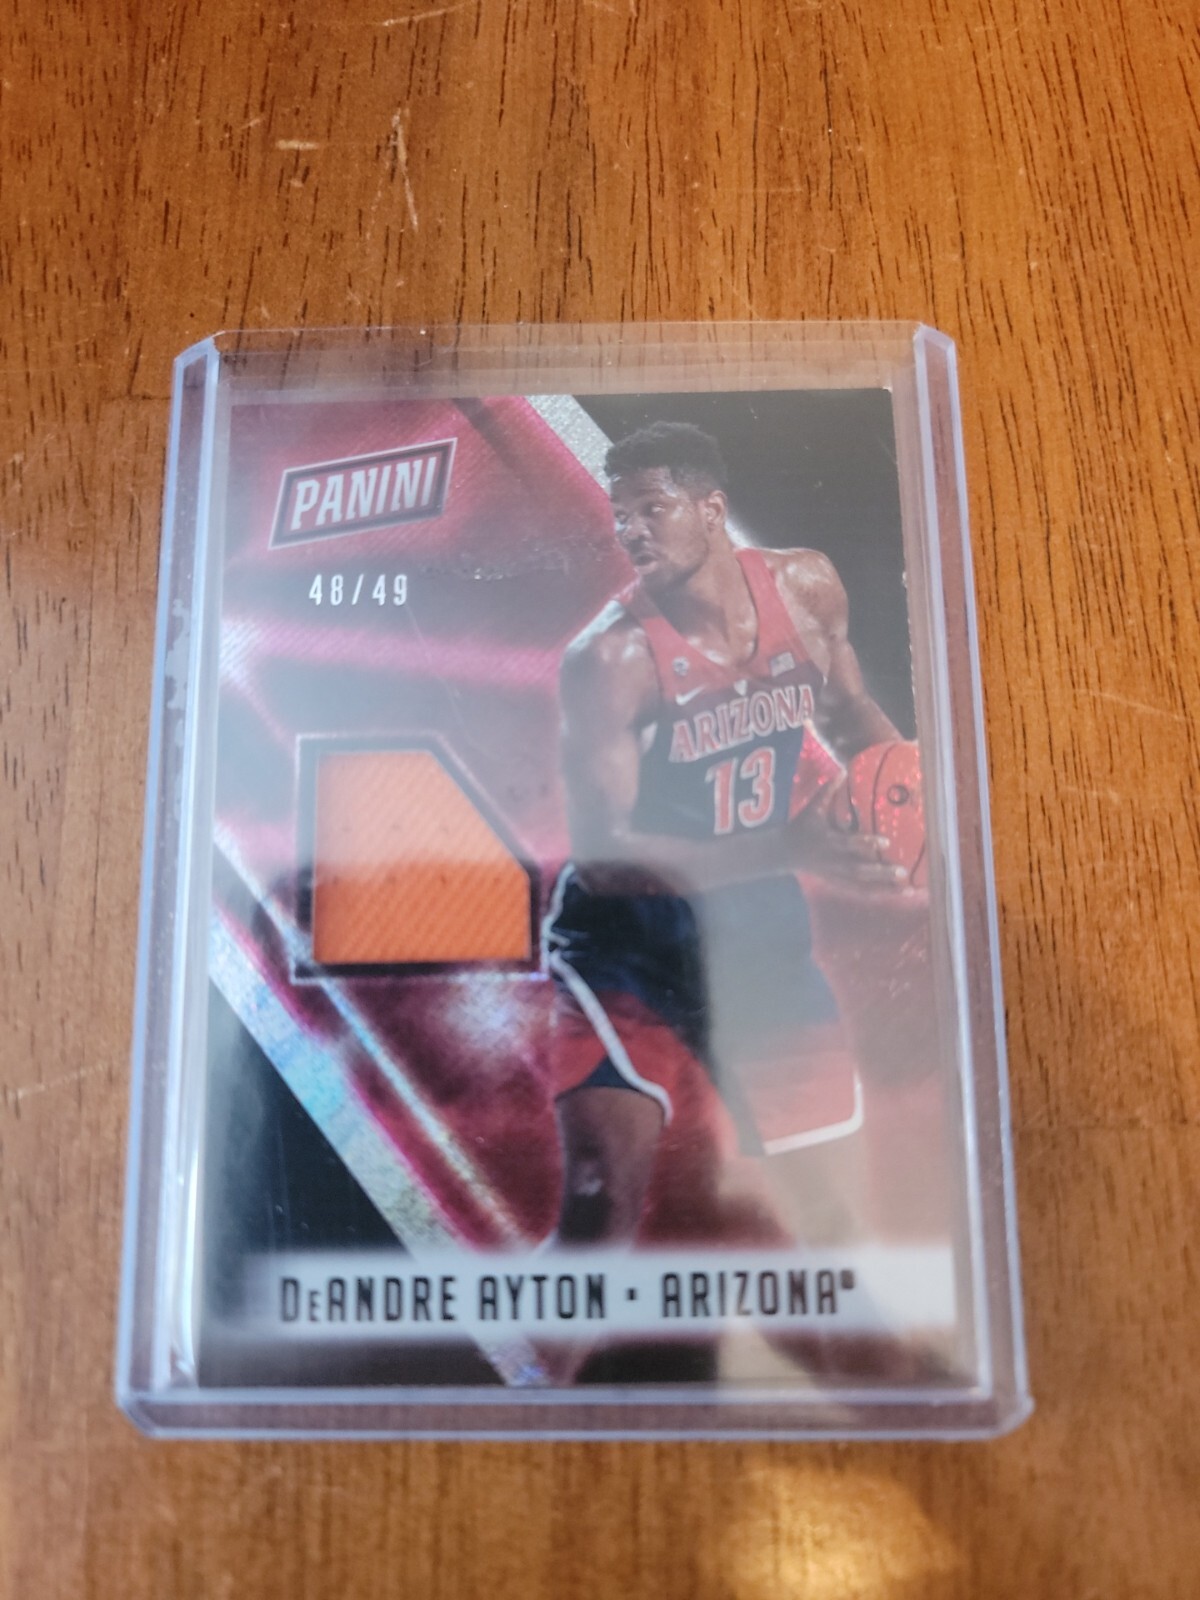 PANINI
48/49
ARIZONA
13
DEANDRE AYTON · ARIZONA®